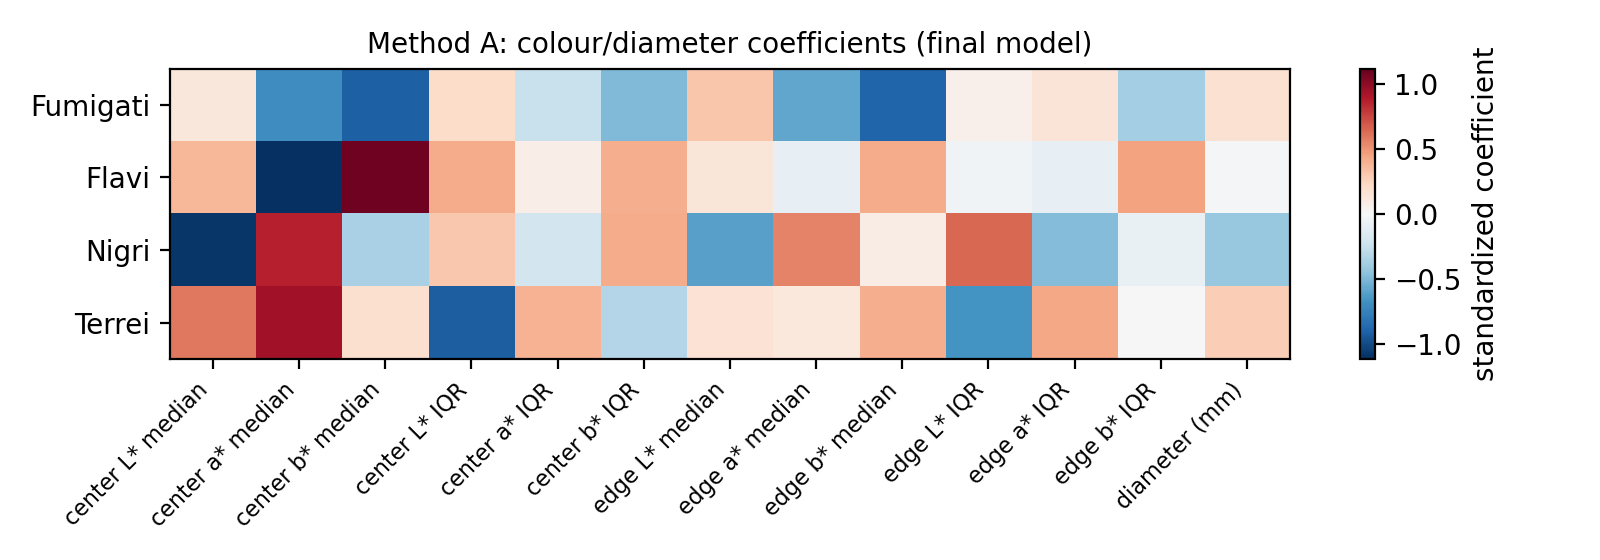 Method A: colour/diameter coefficients (final model)
Fumigati
Flavi
Nigri
Terrei
center L* median
center a* median
center b* median
center L* IQR
center a* IQR
center b* IQR
edge L* median
edge a* median
edge b* median
edge L* IQR
edge a* IQR
edge b* IQR
diameter (mm)
1.0
0.5
0.0
−0.5
−1.0
standardized coefficient